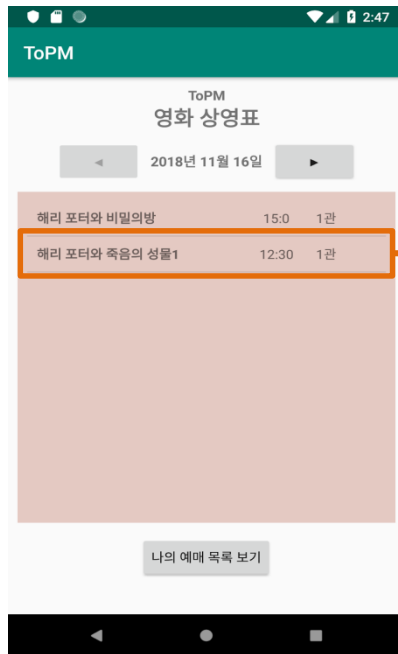 2:47
ToPM
ToPM
영화 상영표
◄ 2018년 11월 16일 ►
해리 포터와 비밀의방 15:0 1관
해리 포터와 죽음의 성물1 12:30 1관
나의 예매 목록 보기